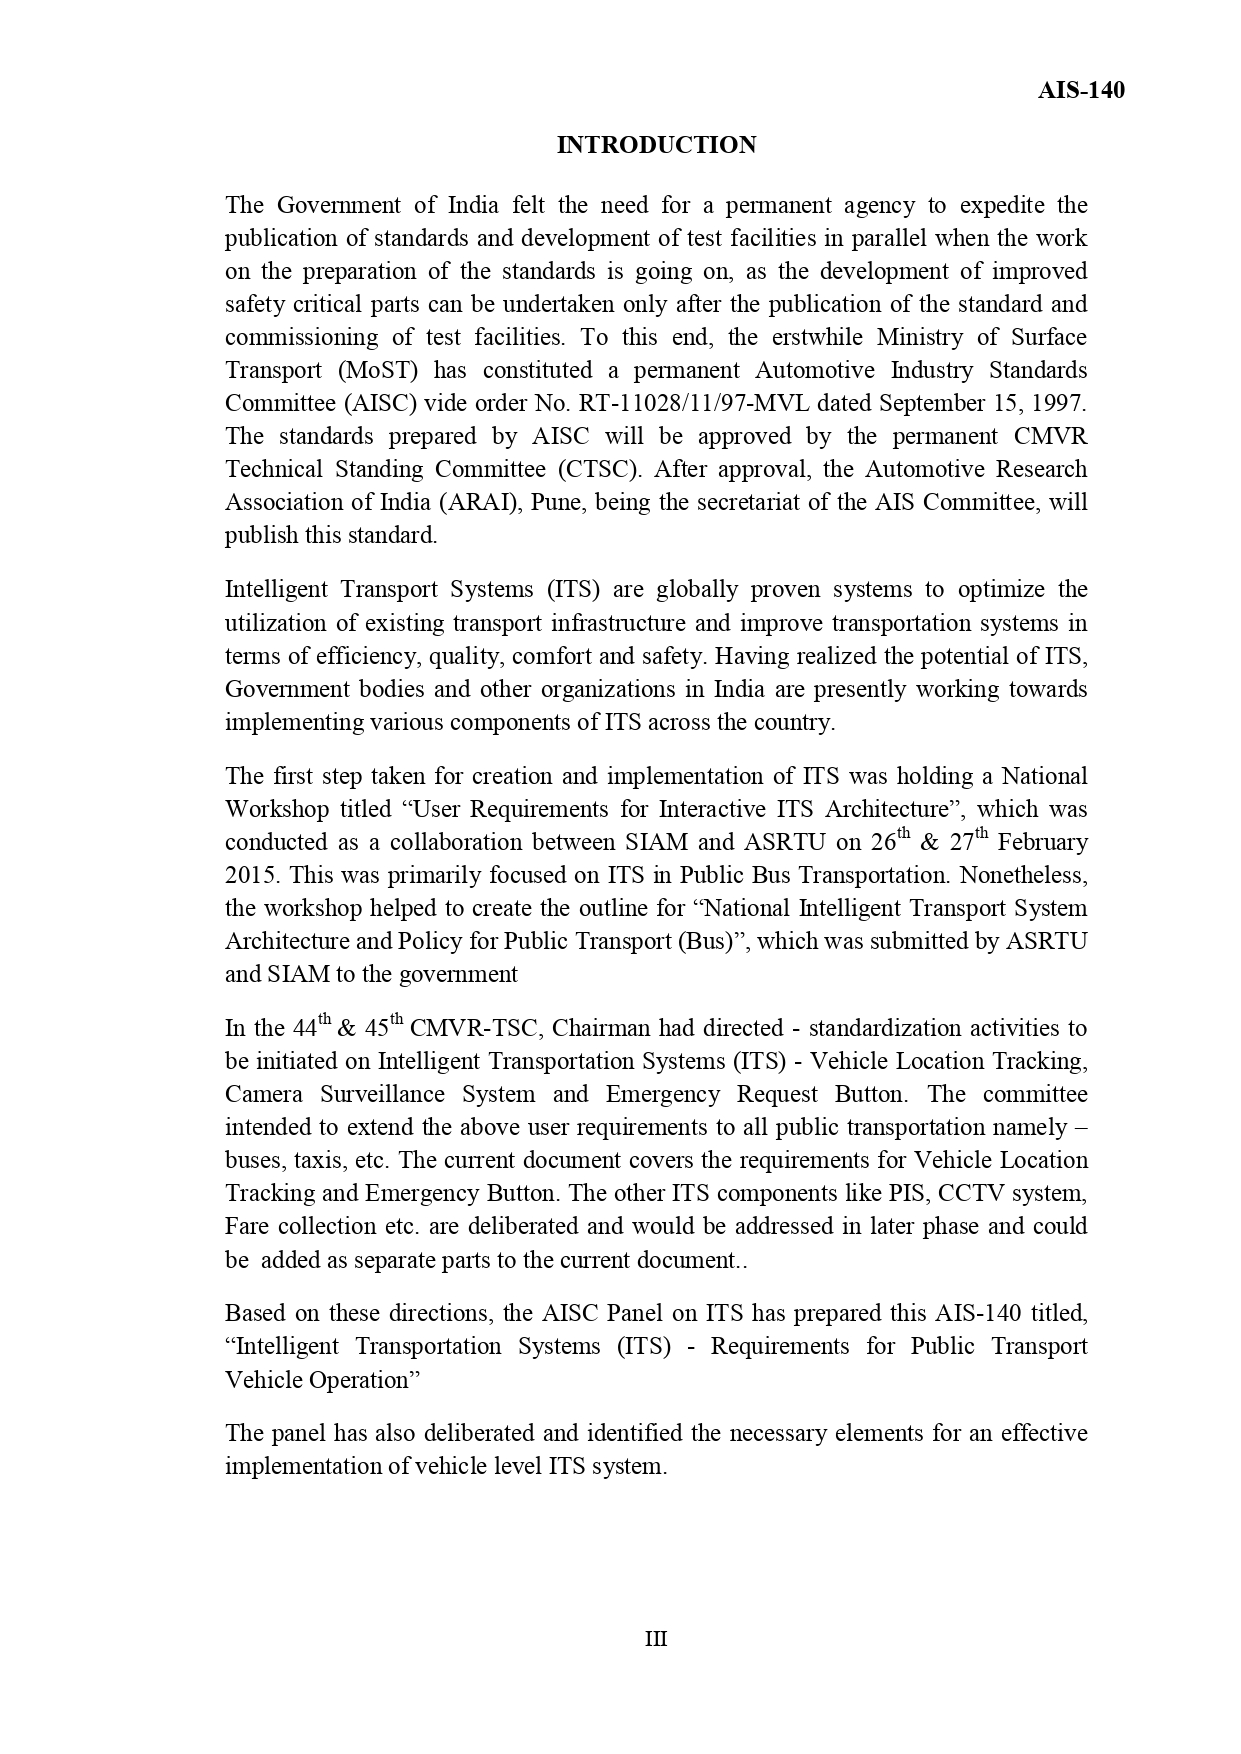 AIS-140
INTRODUCTION
The Government of India felt the need for a permanent agency to expedite the
publication of standards and development of test facilities in parallel when the work
on the preparation of the standards is going on, as the development of improved
safety critical parts can be undertaken only after the publication of the standard and
commissioning of test facilities. To this end, the erstwhile Ministry of Surface
Transport (MoST) has constituted a permanent Automotive Industry Standards
Committee (AISC) vide order No. RT-11028/11/97-MVL dated September 15, 1997.
The standards prepared by AISC will be approved by the permanent CMVR
Technical Standing Committee (CTSC). After approval, the Automotive Research
Association of India (ARAI), Pune, being the secretariat of the AIS Committee, will
publish this standard.
Intelligent Transport Systems (ITS) are globally proven systems to optimize the
utilization of existing transport infrastructure and improve transportation systems in
terms of efficiency, quality, comfort and safety. Having realized the potential of ITS,
Government bodies and other organizations in India are presently working towards
implementing various components of ITS across the country.
The first step taken for creation and implementation of ITS was holding a National
Workshop titled “User Requirements for Interactive ITS Architecture”, which was
conducted as a collaboration between SIAM and ASRTU on 26th & 27th February
2015. This was primarily focused on ITS in Public Bus Transportation. Nonetheless,
the workshop helped to create the outline for “National Intelligent Transport System
Architecture and Policy for Public Transport (Bus)”, which was submitted by ASRTU
and SIAM to the government
In the 44th & 45th CMVR-TSC, Chairman had directed - standardization activities to
be initiated on Intelligent Transportation Systems (ITS) - Vehicle Location Tracking,
Camera Surveillance System and Emergency Request Button. The committee
intended to extend the above user requirements to all public transportation namely –
buses, taxis, etc. The current document covers the requirements for Vehicle Location
Tracking and Emergency Button. The other ITS components like PIS, CCTV system,
Fare collection etc. are deliberated and would be addressed in later phase and could
be  added as separate parts to the current document..
Based on these directions, the AISC Panel on ITS has prepared this AIS-140 titled,
“Intelligent Transportation Systems (ITS) - Requirements for Public Transport
Vehicle Operation”
The panel has also deliberated and identified the necessary elements for an effective
implementation of vehicle level ITS system.
III